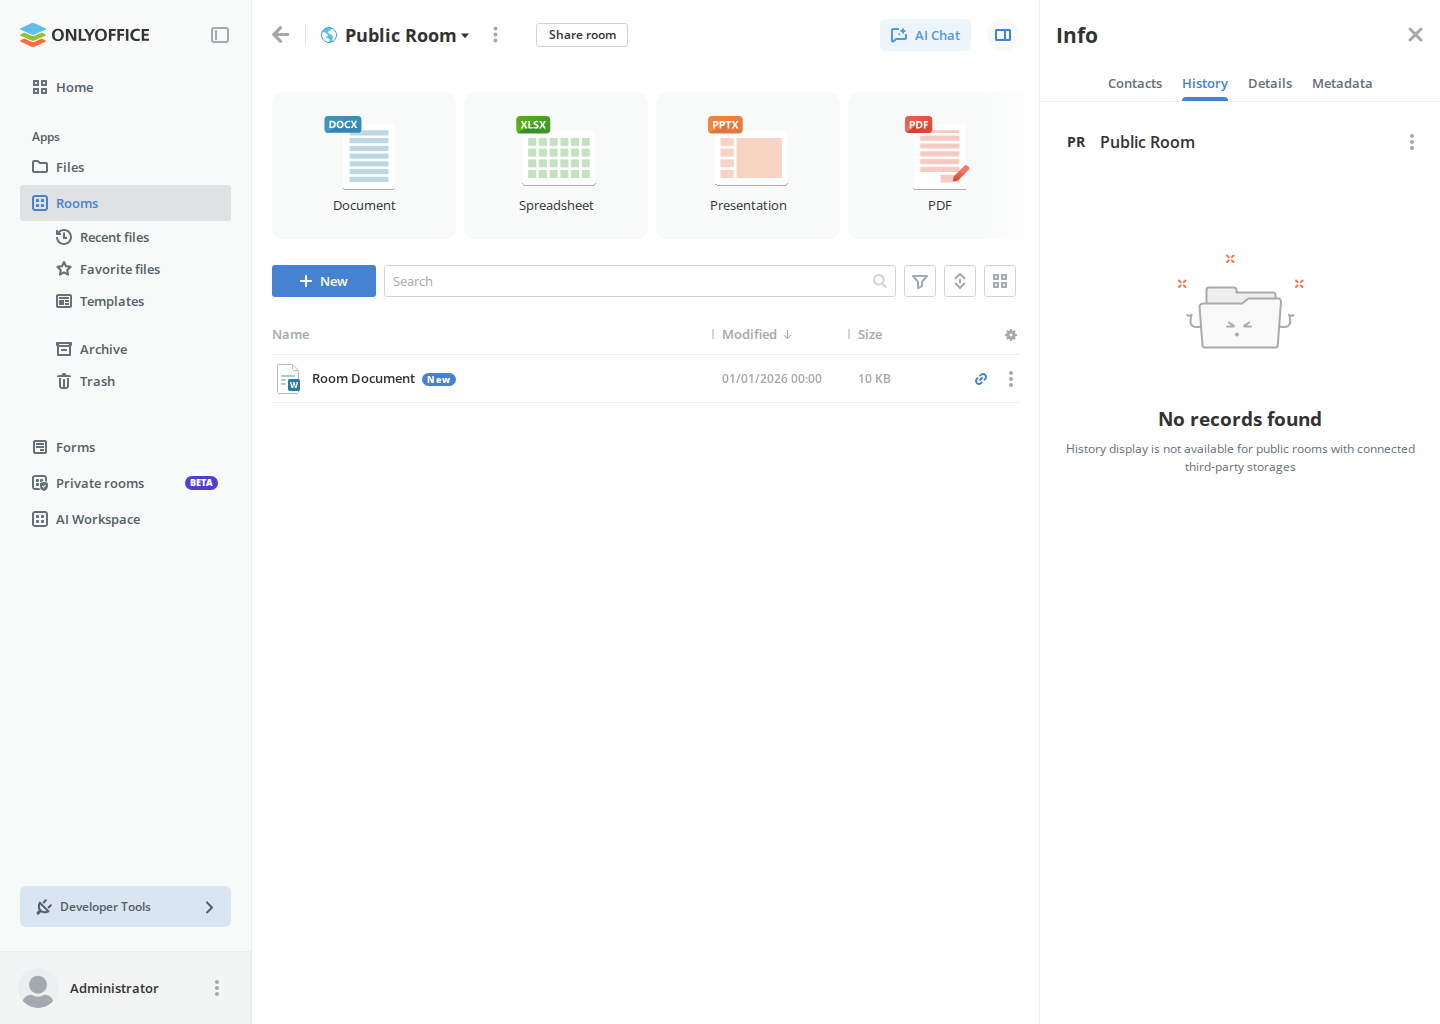 ONLYOFFICE
Home
Apps
Files
Rooms
Recent files
Favorite files
Templates
Archive
Trash
Forms
Private rooms BETA
AI Workspace
Developer Tools
Administrator
Public Room
Share room
AI Chat
DOCX
Document
XLSX
Spreadsheet
PPTX
Presentation
PDF
PDF
New
Search
Name Modified Size
W
Room Document New 01/01/2026 00:00 10 KB
Info
Contacts History Details Metadata
PR Public Room
No records found
History display is not available for public rooms with connected
third-party storages